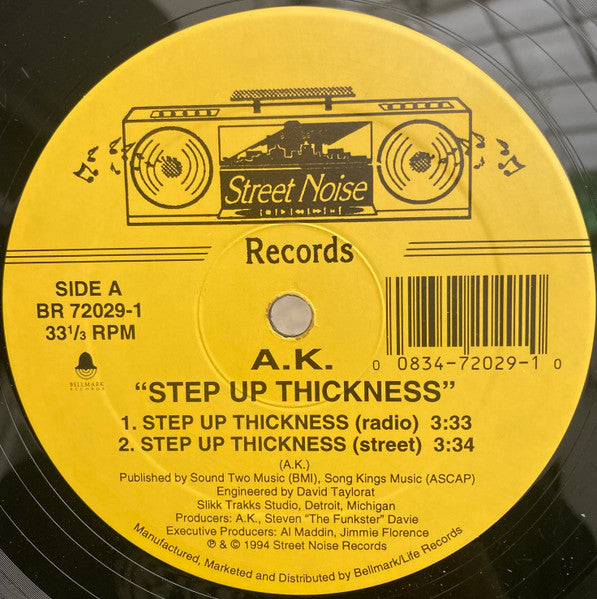 Street Noise
Records
SIDE A
BR 72029-1
33 1/3 RPM
BELLMARK
RECORDS
0 0834-72029-1 0
A.K.
"STEP UP THICKNESS"
1. STEP UP THICKNESS (radio) 3:33
2. STEP UP THICKNESS (street) 3:34
(A.K.)
Published by Sound Two Music (BMI), Song Kings Music (ASCAP)
Engineered by David Taylorat
Slikk Trakks Studio, Detroit, Michigan
Producers: A.K., Steven "The Funkster" Davie
Executive Producers: Al Maddin, Jimmie Florence
℗ & © 1994 Street Noise Records
Manufactured, Marketed and Distributed by Bellmark/Life Records